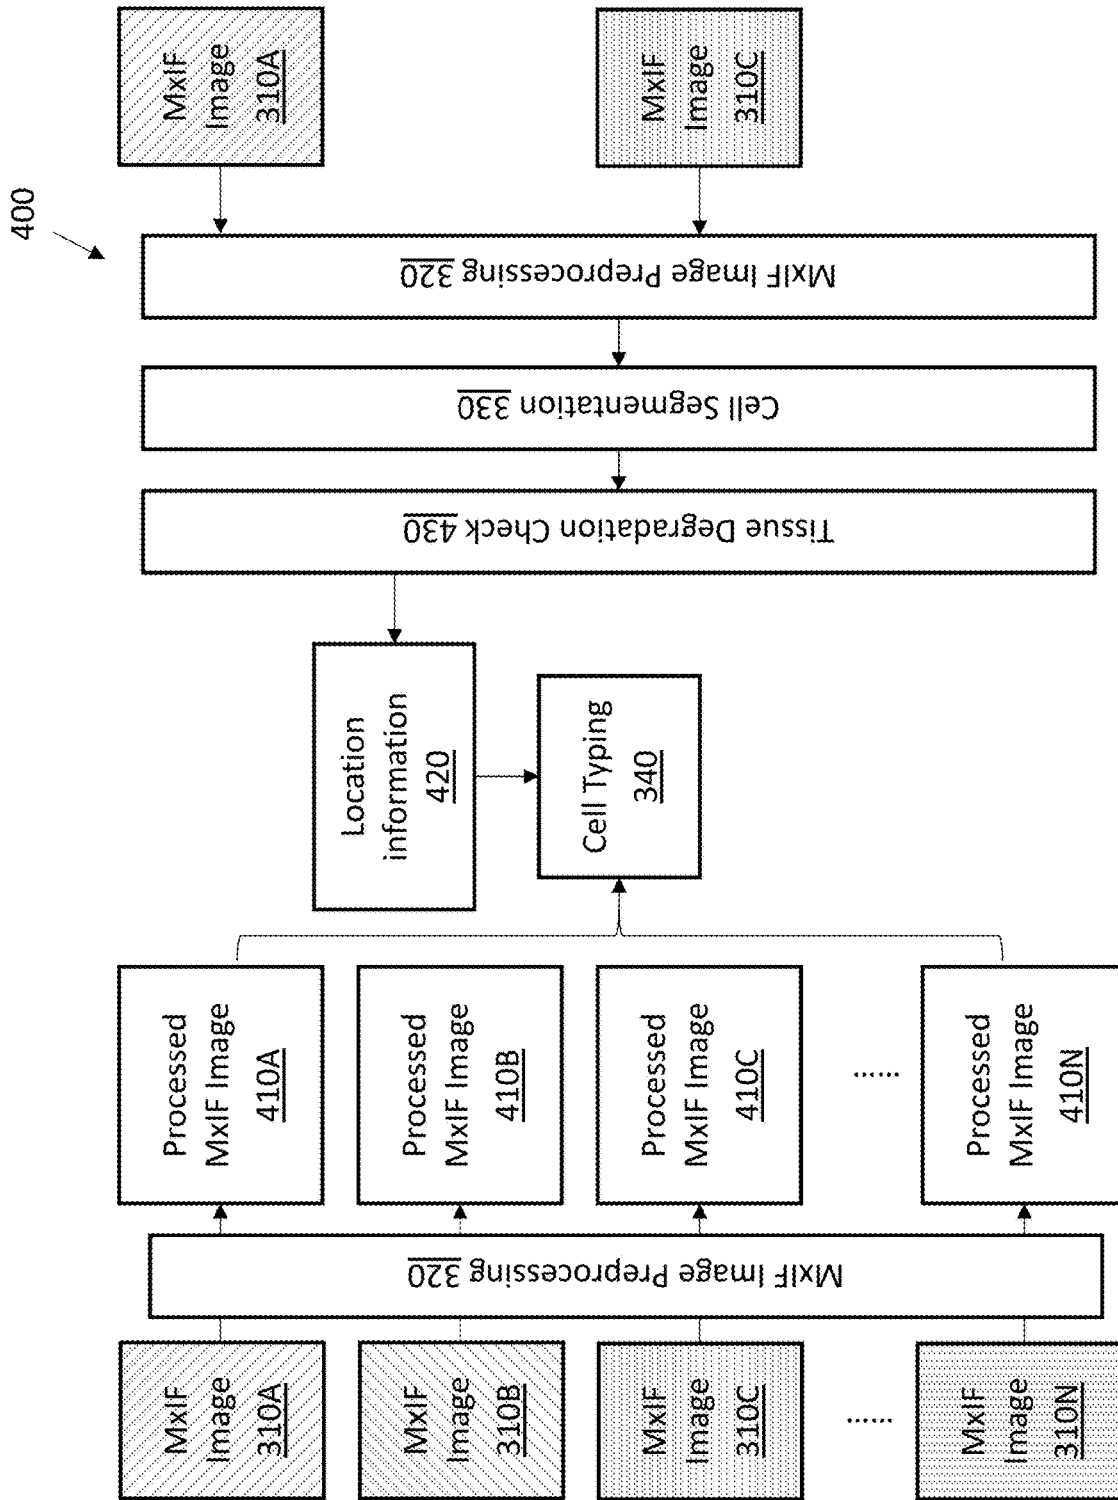 400
MxIF
Image
310A
MxIF
Image
310B
MxIF
Image
310C
......
MxIF
Image
310N
MxIF Image Preprocessing 320
Processed
MxIF Image
410A
Processed
MxIF Image
410B
Processed
MxIF Image
410C
......
Processed
MxIF Image
410N
Location
information
420
Cell Typing
340
Tissue Degradation Check 430
Cell Segmentation 330
MxIF Image Preprocessing 320
MxIF
Image
310A
MxIF
Image
310C